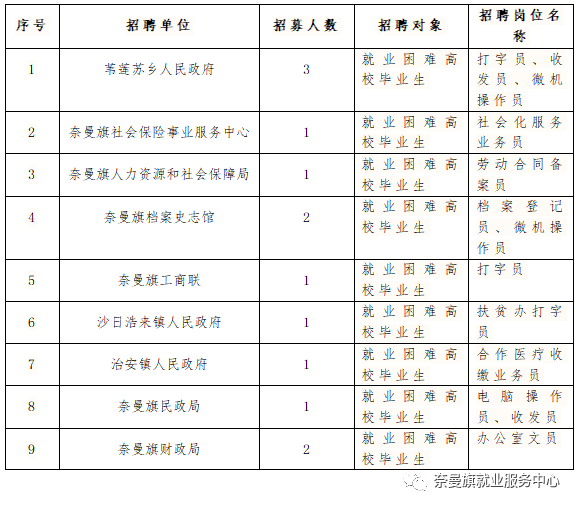 序号 招聘单位 招募人数 招聘对象 招聘岗位名
称
1 苇莲苏乡人民政府 3 就业困难高 打字员、收
校毕业生 发员、微机
操作员
2 奈曼旗社会保险事业服务中心 1 就业困难高 社会化服务
校毕业生 业务员
3 奈曼旗人力资源和社会保障局 1 就业困难高 劳动合同备
校毕业生 案员
4 奈曼旗档案史志馆 2 就业困难高 档案登记
校毕业生 员、微机操
作员
5 奈曼旗工商联 1 就业困难高 打字员
校毕业生
6 沙日浩来镇人民政府 1 就业困难高 扶贫办打字
校毕业生 员
7 治安镇人民政府 1 就业困难高 合作医疗收
校毕业生 缴业务员
8 奈曼旗民政局 1 就业困难高 电脑操作
校毕业生 员、收发员
9 奈曼旗财政局 2 就业困难高 办公室文员
校毕业生
奈曼旗就业服务中心